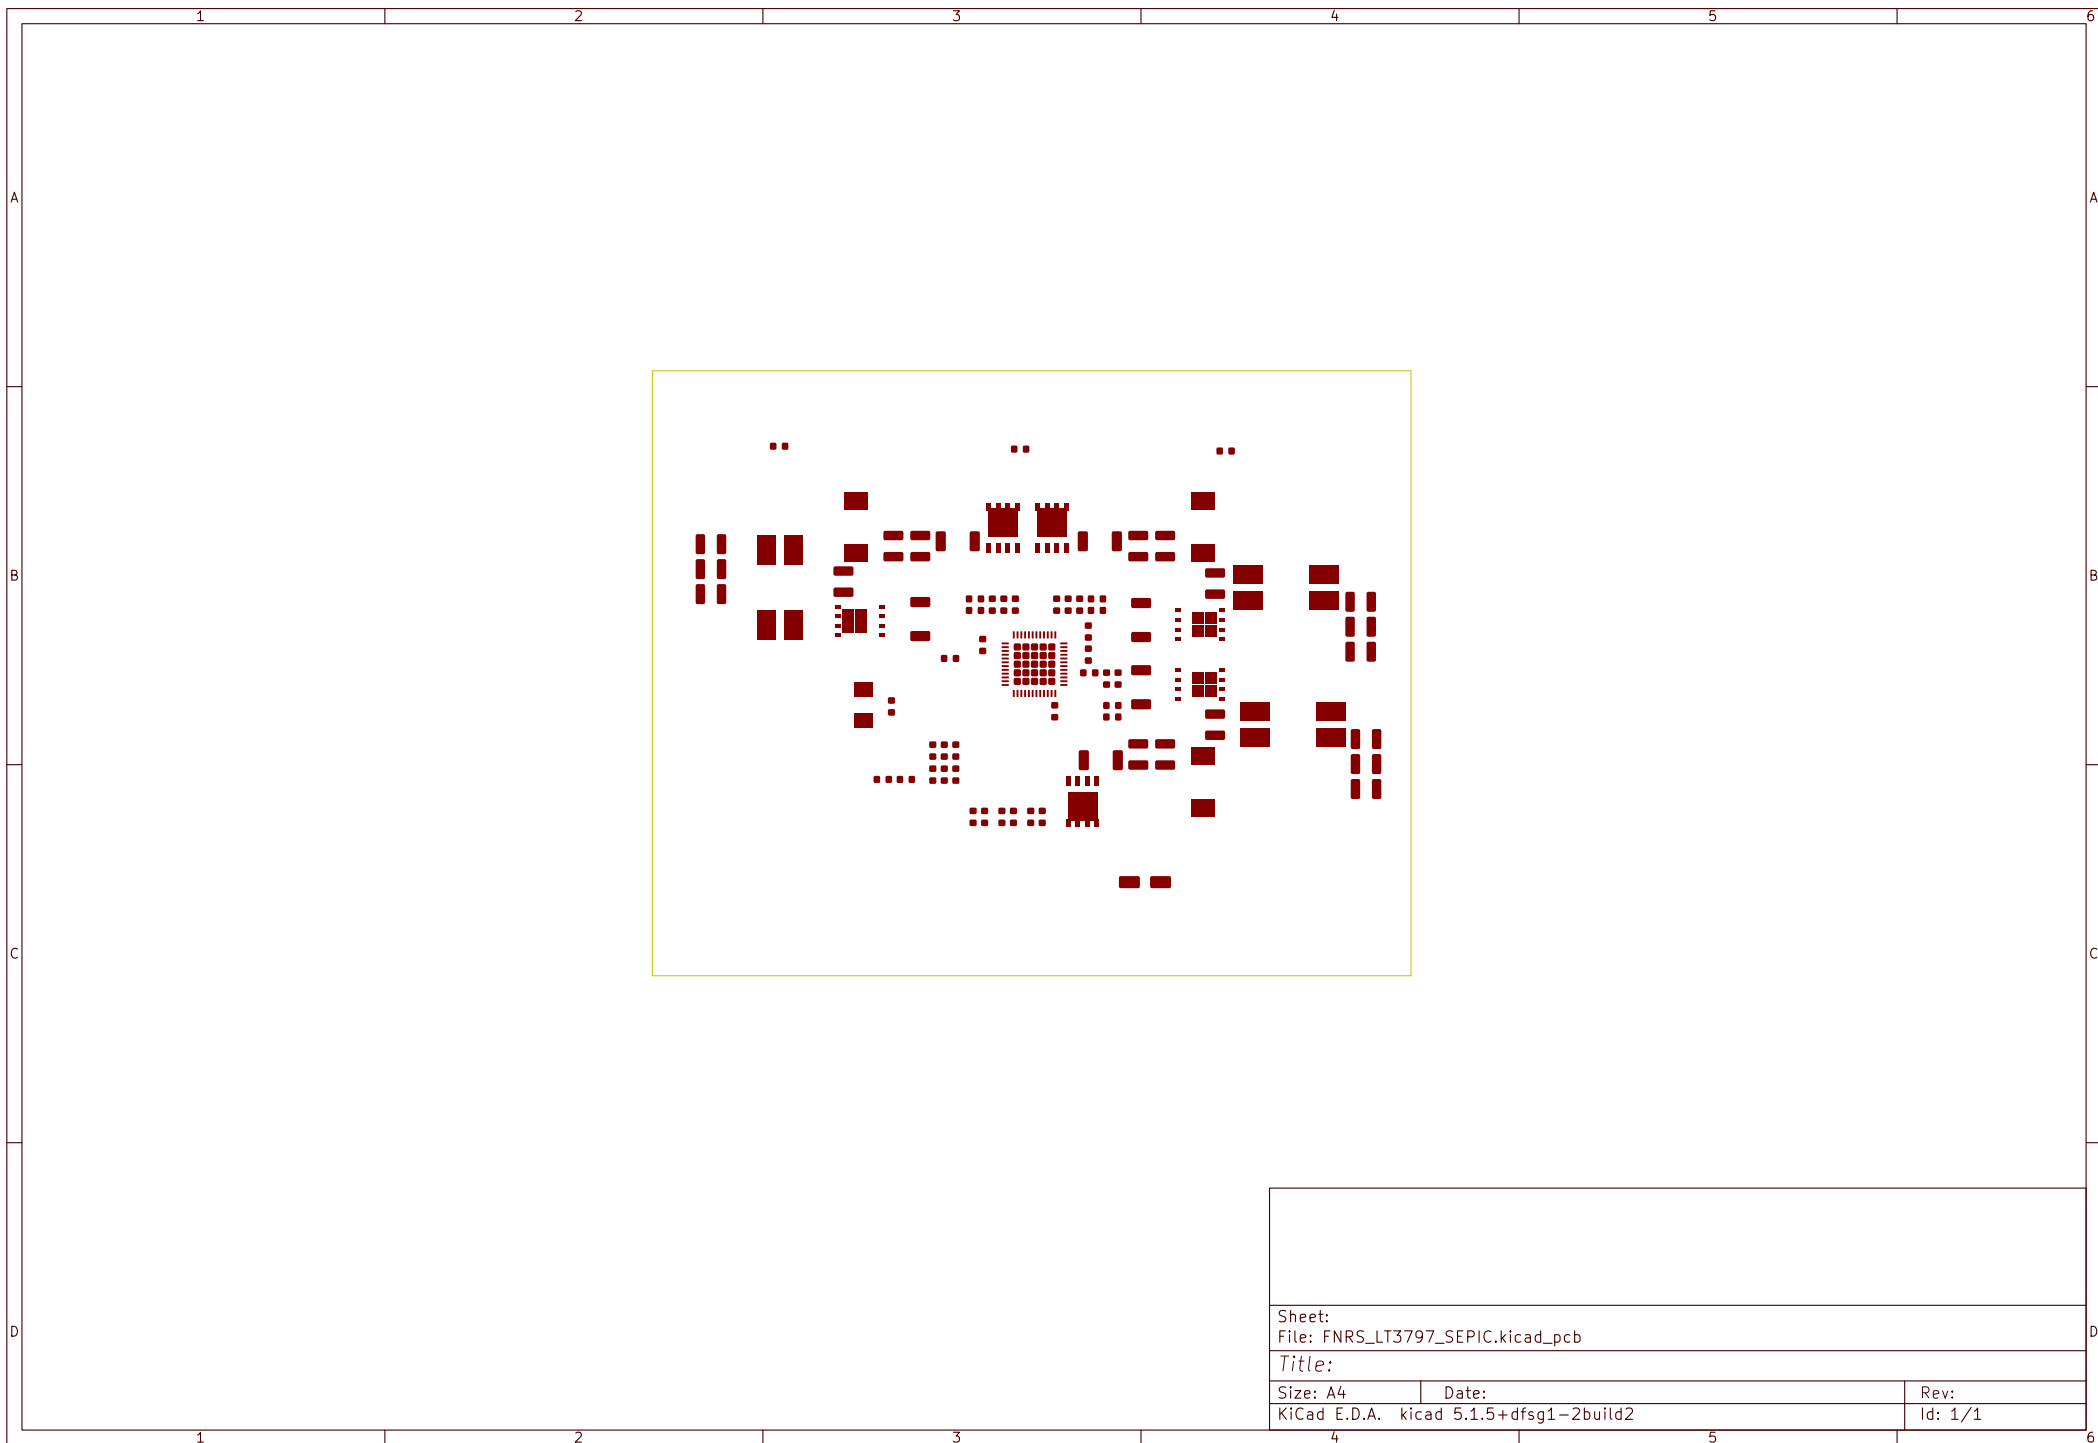 1 2 3 4 5 6
A A
B B
C C
D D
Sheet:
File: FNRS_LT3797_SEPIC.kicad_pcb
Title:
Size: A4 Date: Rev:
KiCad E.D.A. kicad 5.1.5+dfsg1-2build2 Id: 1/1
1 2 3 4 5 6